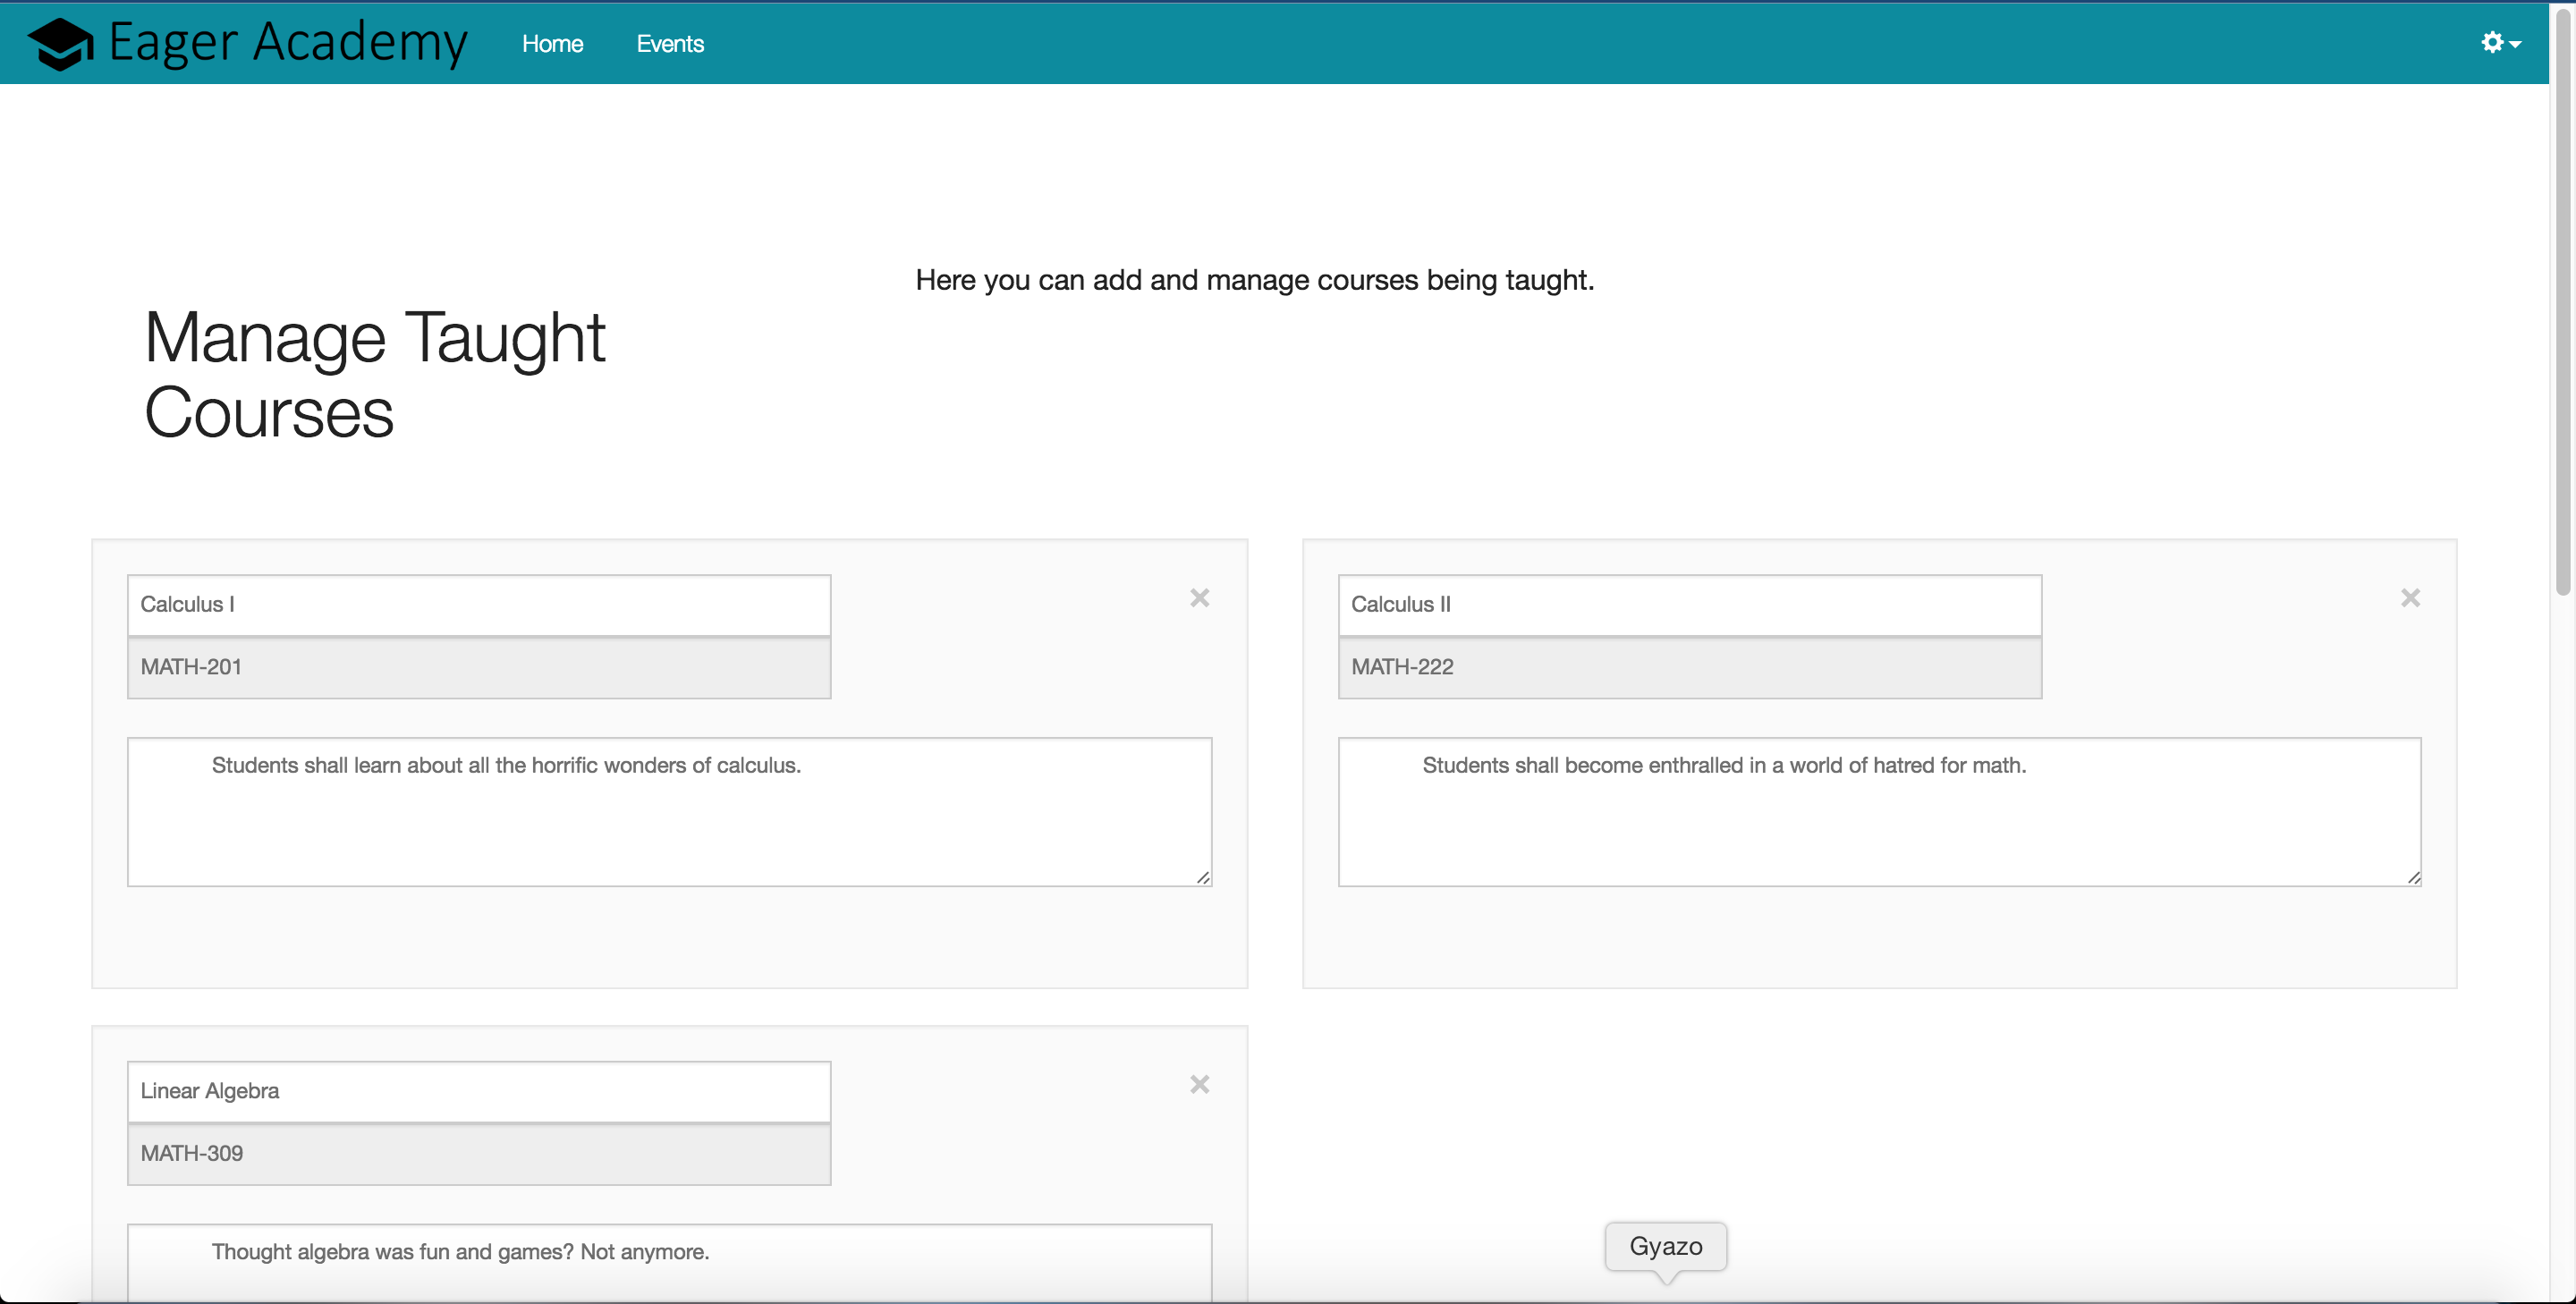 Eager Academy
Home
Events
Here you can add and manage courses being taught.
Manage Taught
Courses
Calculus I
MATH-201
Students shall learn about all the horrific wonders of calculus.
Calculus II
MATH-222
Students shall become enthralled in a world of hatred for math.
Linear Algebra
MATH-309
Thought algebra was fun and games? Not anymore.
Gyazo